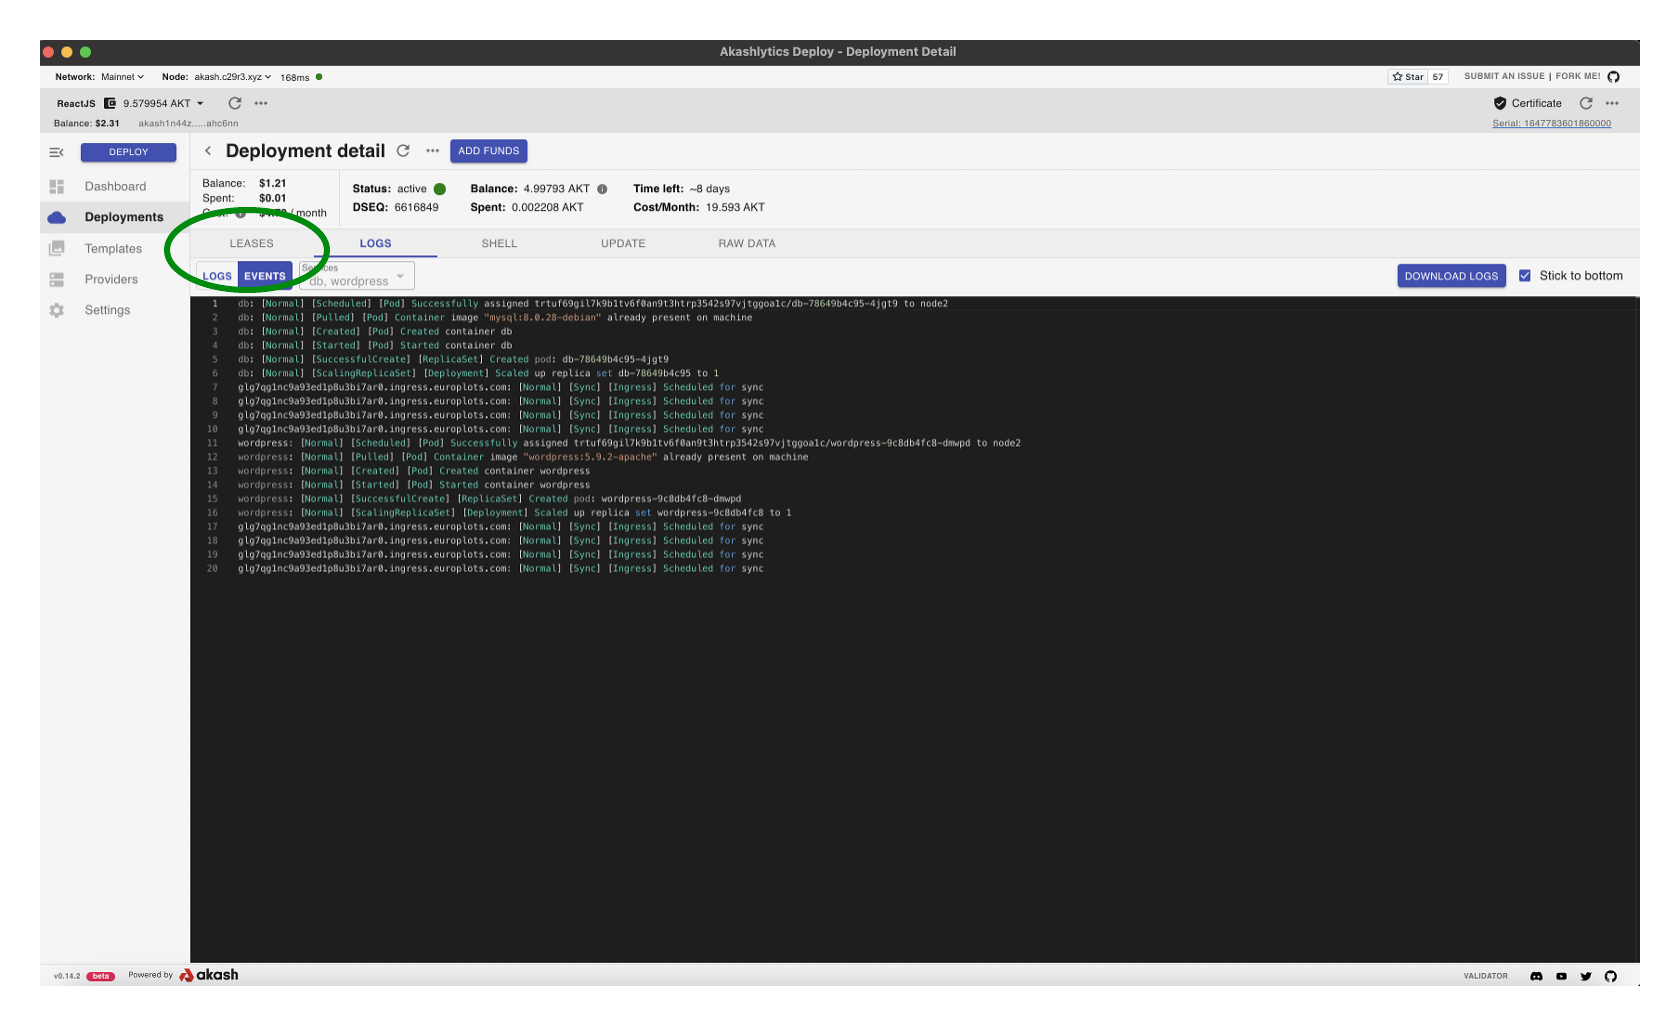 Akashlytics Deploy - Deployment Detail
Network: Mainnet Node: akash.c29r3.xyz 168ms
Star 57 SUBMIT AN ISSUE | FORK ME!
ReactJS 9.579954 AKT
Certificate
Balance: $2.31 akash1n44z.....ahc6nn
Serial: 1647783601860000
DEPLOY
Deployment detail ADD FUNDS
Dashboard
Deployments
Templates
Providers
Settings
Balance: $1.21
Spent: $0.01
/ month
Status: active Balance: 4.99793 AKT Time left: ~8 days
DSEQ: 6616849 Spent: 0.002208 AKT Cost/Month: 19.593 AKT
LEASES LOGS SHELL UPDATE RAW DATA
LOGS EVENTS
Services
db, wordpress
DOWNLOAD LOGS Stick to bottom
1 db: [Normal] [Scheduled] [Pod] Successfully assigned trtuf69gil7k9b1tv6f0an9t3htrp3542s97vjtggoa1c/db-78649b4c95-4jgt9 to node2
2 db: [Normal] [Pulled] [Pod] Container image "mysql:8.0.28-debian" already present on machine
3 db: [Normal] [Created] [Pod] Created container db
4 db: [Normal] [Started] [Pod] Started container db
5 db: [Normal] [SuccessfulCreate] [ReplicaSet] Created pod: db-78649b4c95-4jgt9
6 db: [Normal] [ScalingReplicaSet] [Deployment] Scaled up replica set db-78649b4c95 to 1
7 glg7qg1nc9a93ed1p8u3bi7ar0.ingress.europlots.com: [Normal] [Sync] [Ingress] Scheduled for sync
8 glg7qg1nc9a93ed1p8u3bi7ar0.ingress.europlots.com: [Normal] [Sync] [Ingress] Scheduled for sync
9 glg7qg1nc9a93ed1p8u3bi7ar0.ingress.europlots.com: [Normal] [Sync] [Ingress] Scheduled for sync
10 glg7qg1nc9a93ed1p8u3bi7ar0.ingress.europlots.com: [Normal] [Sync] [Ingress] Scheduled for sync
11 wordpress: [Normal] [Scheduled] [Pod] Successfully assigned trtuf69gil7k9b1tv6f0an9t3htrp3542s97vjtggoa1c/wordpress-9c8db4fc8-dmwpd to node2
12 wordpress: [Normal] [Pulled] [Pod] Container image "wordpress:5.9.2-apache" already present on machine
13 wordpress: [Normal] [Created] [Pod] Created container wordpress
14 wordpress: [Normal] [Started] [Pod] Started container wordpress
15 wordpress: [Normal] [SuccessfulCreate] [ReplicaSet] Created pod: wordpress-9c8db4fc8-dmwpd
16 wordpress: [Normal] [ScalingReplicaSet] [Deployment] Scaled up replica set wordpress-9c8db4fc8 to 1
17 glg7qg1nc9a93ed1p8u3bi7ar0.ingress.europlots.com: [Normal] [Sync] [Ingress] Scheduled for sync
18 glg7qg1nc9a93ed1p8u3bi7ar0.ingress.europlots.com: [Normal] [Sync] [Ingress] Scheduled for sync
19 glg7qg1nc9a93ed1p8u3bi7ar0.ingress.europlots.com: [Normal] [Sync] [Ingress] Scheduled for sync
20 glg7qg1nc9a93ed1p8u3bi7ar0.ingress.europlots.com: [Normal] [Sync] [Ingress] Scheduled for sync
v0.14.2 beta Powered by akash
VALIDATOR